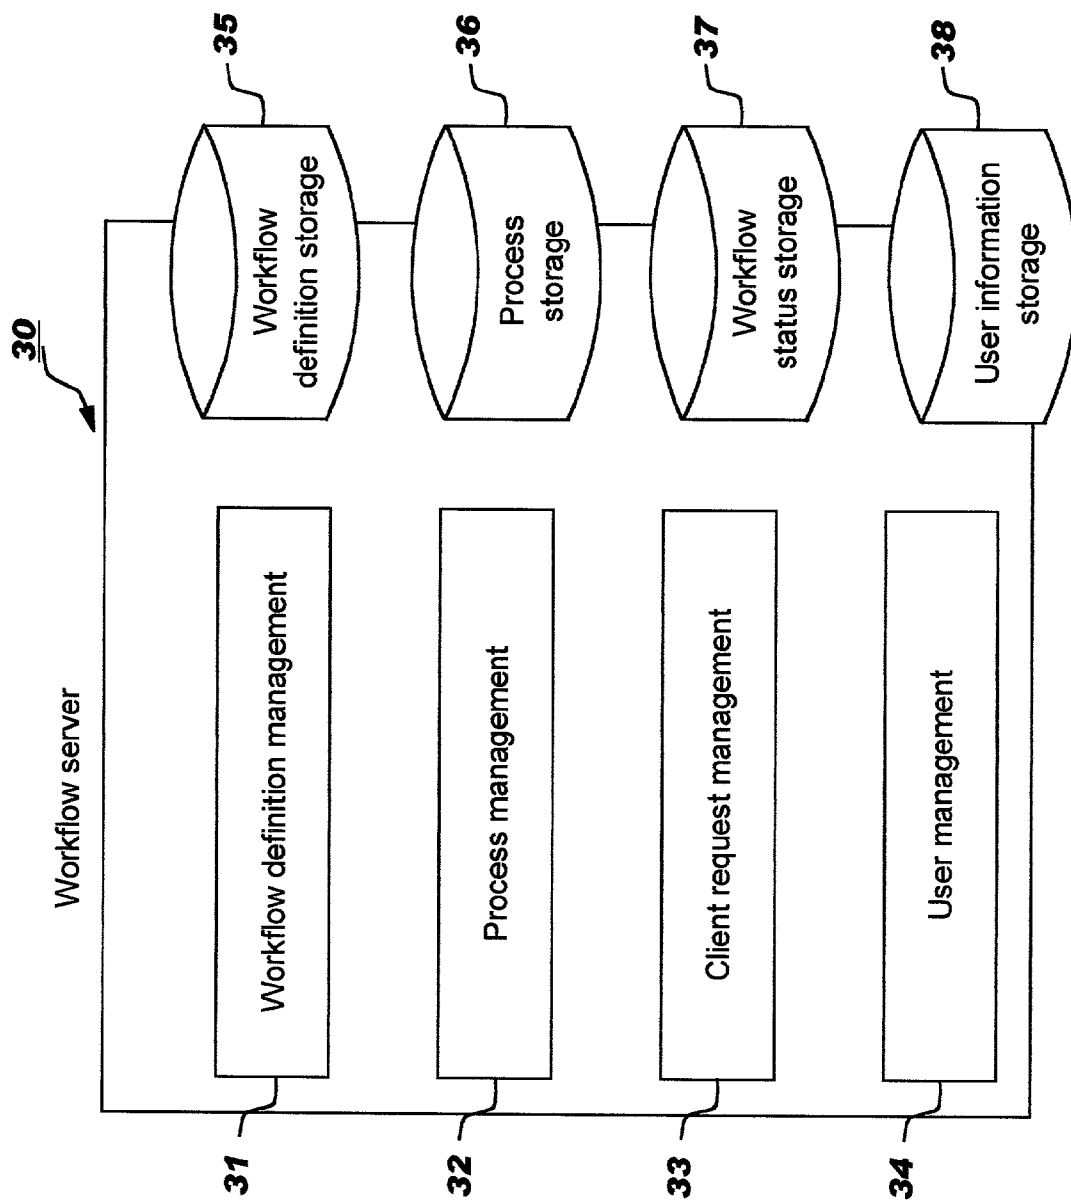 Workflow server
30
31
Workflow definition management
32
Process management
33
Client request management
34
User management
Workflow
definition storage
35
Process
storage
36
Workflow
status storage
37
User information
storage
38